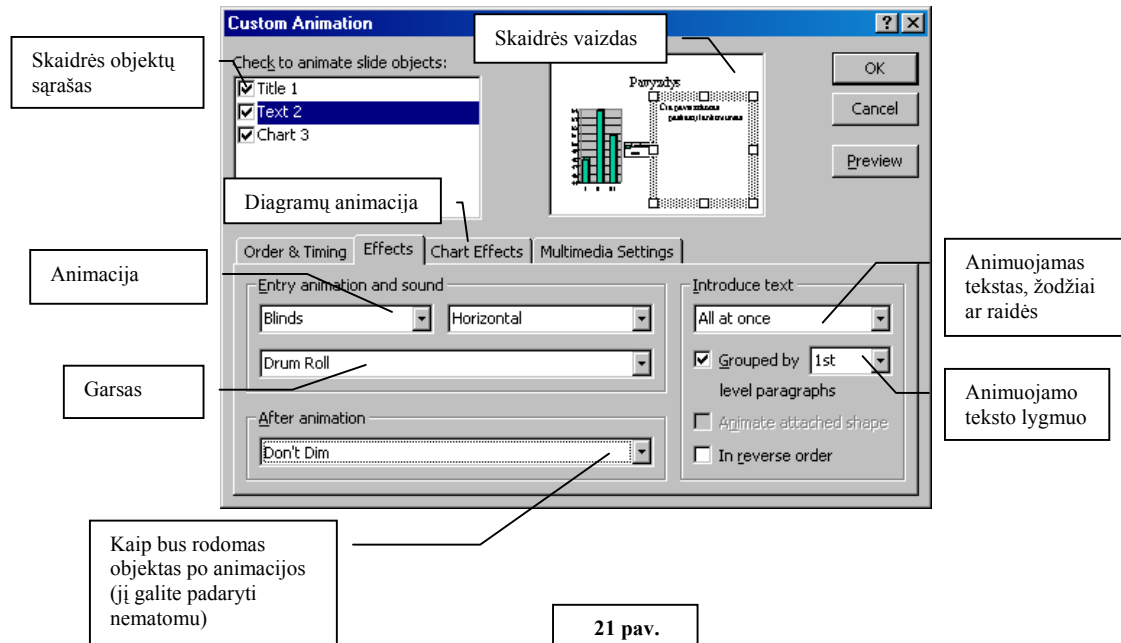 Custom Animation
Skaidrės vaizdas
Skaidrės objektų
sąrašas
Check to animate slide objects:
Title 1
Text 2
Chart 3
Pavyzdys
OK
Cancel
Preview
Diagramų animacija
Order & Timing
Effects
Chart Effects
Multimedia Settings
Animacija
Entry animation and sound
Blinds
Horizontal
Drum Roll
Garsas
After animation
Don't Dim
Introduce text
All at once
Grouped by 1st
level paragraphs
Animate attached shape
In reverse order
Animuojamas
tekstas, žodžiai
ar raidės
Animuojamo
teksto lygmuo
Kaip bus rodomas
objektas po animacijos
(jį galite padaryti
nematomu)
21 pav.